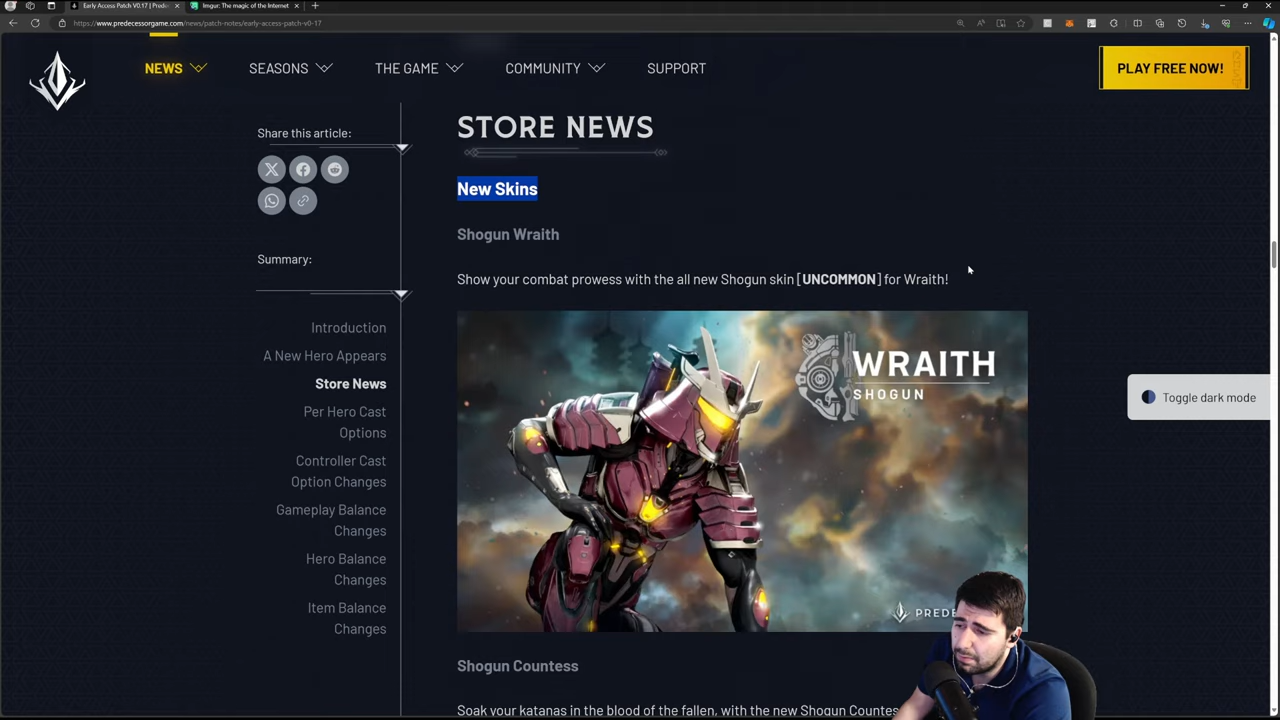 Early Access Patch V0.17 | Pred
Imgur: The magic of the Internet
https://www.predecessorgame.com/news/patch-notes/early-access-patch-v0-17
NEWS
SEASONS
THE GAME
COMMUNITY
SUPPORT
PLAY FREE NOW!
Share this article:
Summary:
Introduction
A New Hero Appears
Store News
Per Hero Cast
Options
Controller Cast
Option Changes
Gameplay Balance
Changes
Hero Balance
Changes
Item Balance
Changes
STORE NEWS
New Skins
Shogun Wraith
Show your combat prowess with the all new Shogun skin [UNCOMMON] for Wraith!
WRAITH
SHOGUN
PREDE
Shogun Countess
Soak your katanas in the blood of the fallen, with the new Shogun Countes
Toggle dark mode